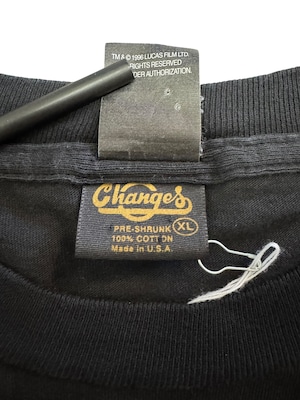 TM & © 1996 LUCAS FILM LTD.
RIGHTS RESERVED
DER AUTHORIZATION.
Changes
PRE-SHRUNK
XL
100% COTTON
Made in U.S.A.